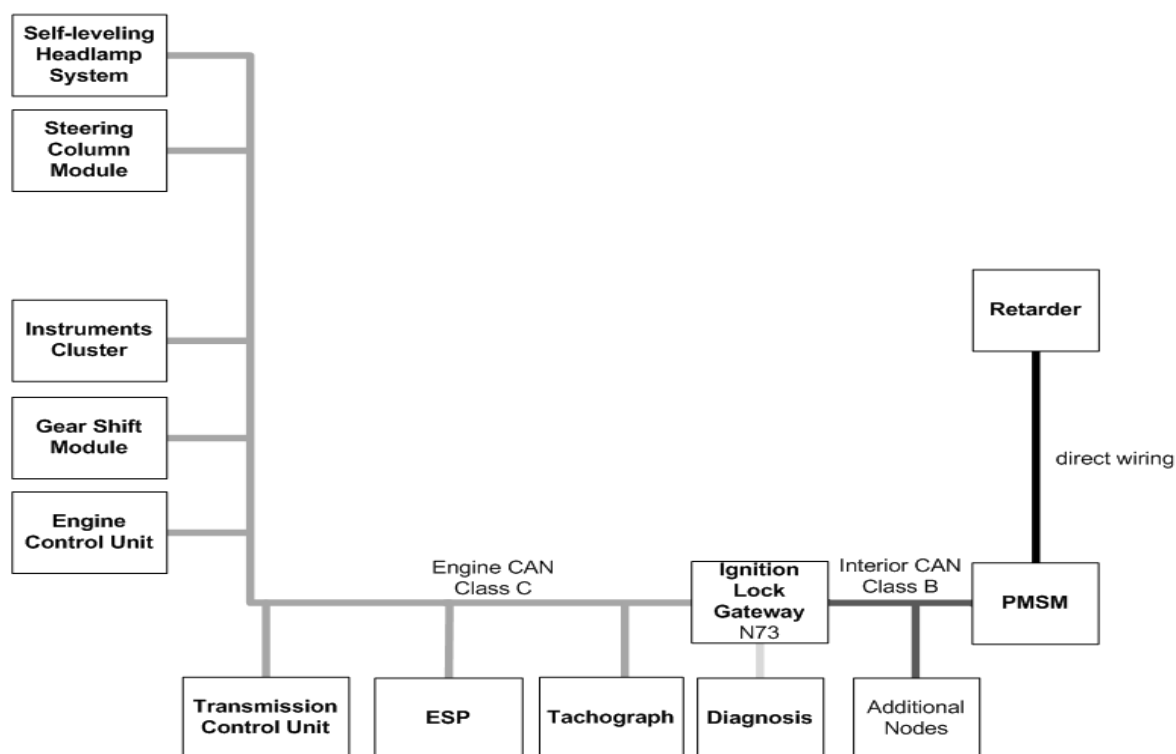 Self-leveling
Headlamp
System
Steering
Column
Module
Instruments
Cluster
Gear Shift
Module
Engine
Control Unit
Retarder
direct wiring
Engine CAN
Class C
Ignition
Lock
Gateway
N73
Interior CAN
Class B
PMSM
Transmission
Control Unit
ESP
Tachograph
Diagnosis
Additional
Nodes